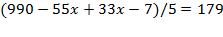 (990 − 55x + 33x − 7)/5 = 179